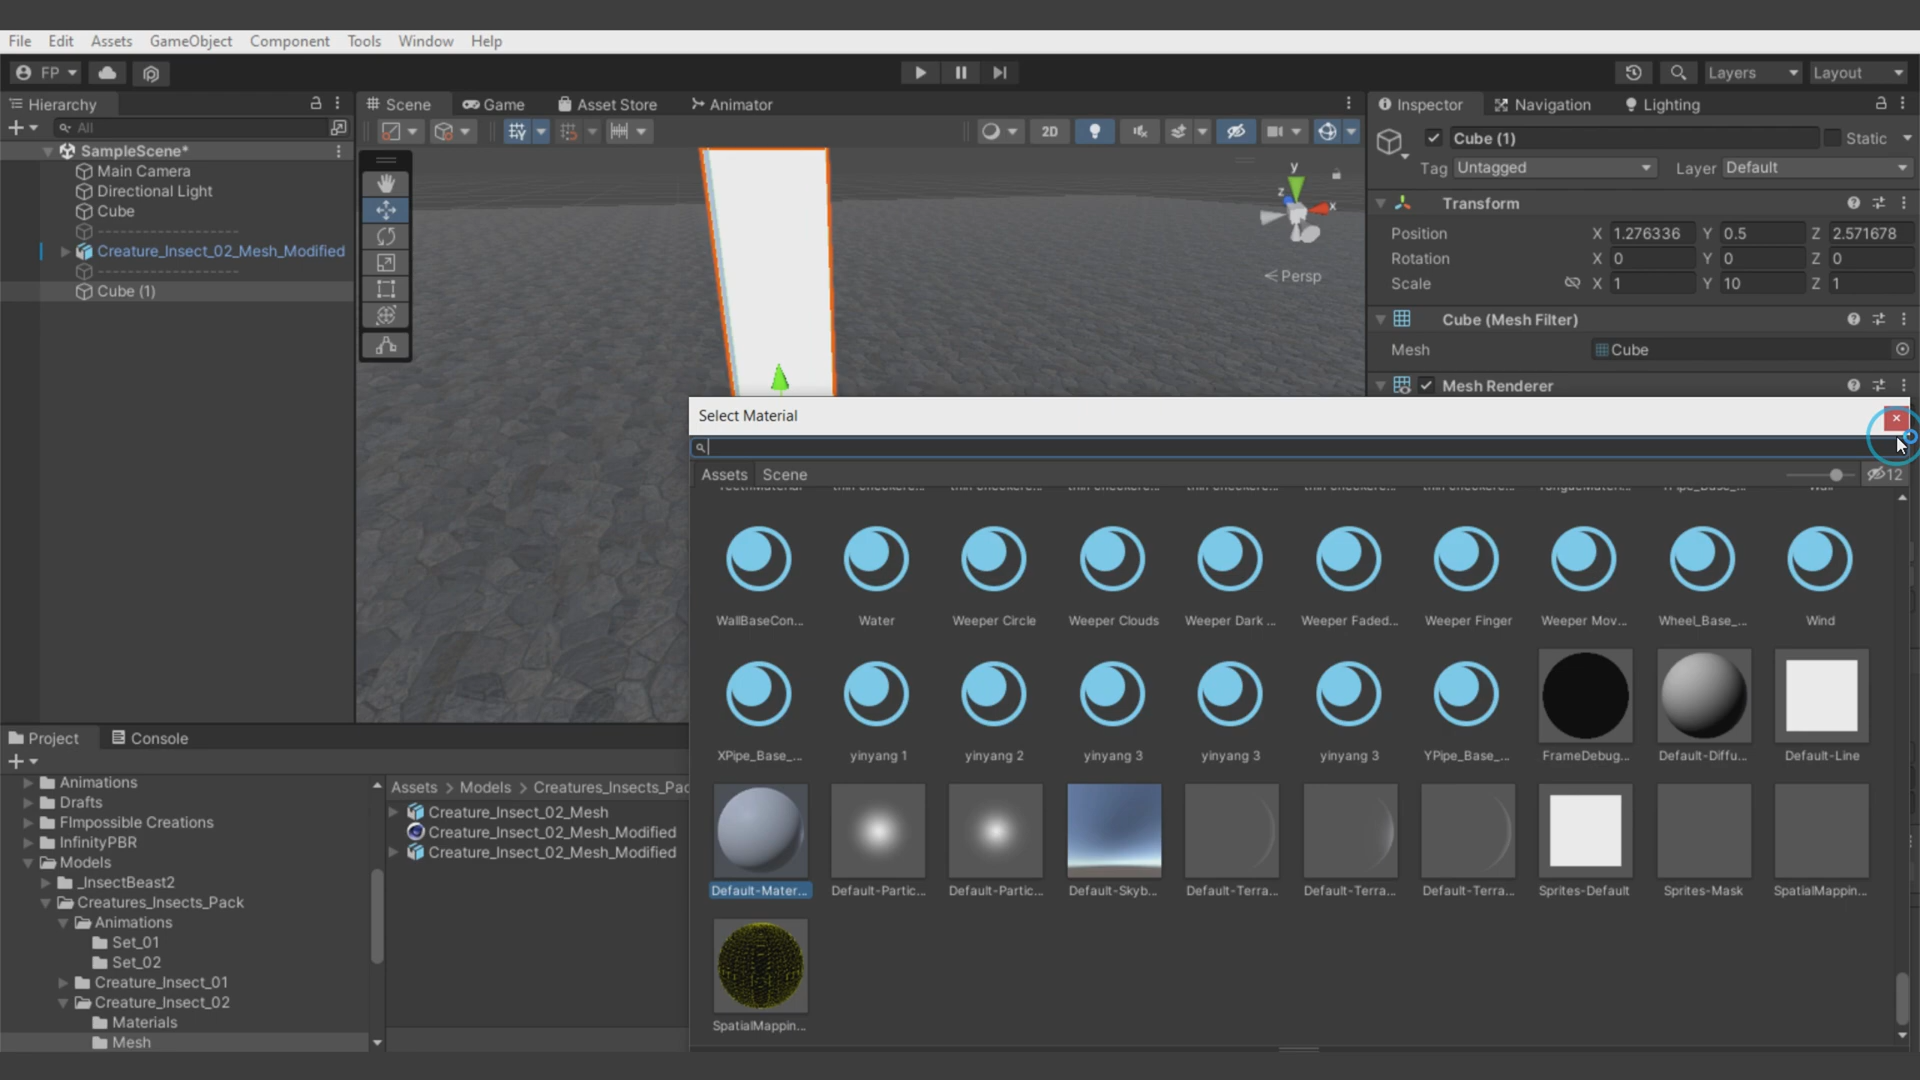 File Edit Assets GameObject Component Tools Window Help
FP Layers Layout
Hierarchy Scene Game Asset Store Animator Inspector Navigation Lighting
All 2D
SampleScene*
Main Camera
Directional Light
Cube
--------------------
Creature_Insect_02_Mesh_Modified
--------------------
Cube (1)
y
z
x
Persp
Cube (1) Static
Tag Untagged Layer Default
Transform
Position X 1.276336 Y 0.5 Z 2.571678
Rotation X 0 Y 0 Z 0
Scale X 1 Y 10 Z 1
Cube (Mesh Filter)
Mesh Cube
Mesh Renderer
Select Material
Assets Scene 12
WallBaseCon... Water Weeper Circle Weeper Clouds Weeper Dark ... Weeper Faded... Weeper Finger Weeper Mov... Wheel_Base_... Wind
XPipe_Base_... yinyang 1 yinyang 2 yinyang 3 yinyang 3 yinyang 3 YPipe_Base_... FrameDebug... Default-Diffu... Default-Line
Default-Mater... Default-Partic... Default-Partic... Default-Skyb... Default-Terra... Default-Terra... Default-Terra... Sprites-Default Sprites-Mask SpatialMappin...
SpatialMappin...
Project Console
Animations
Drafts
FImpossible Creations
InfinityPBR
Models
_InsectBeast2
Creatures_Insects_Pack
Animations
Set_01
Set_02
Creature_Insect_01
Creature_Insect_02
Materials
Mesh
Assets > Models > Creatures_Insects_Pac
Creature_Insect_02_Mesh
Creature_Insect_02_Mesh_Modified
Creature_Insect_02_Mesh_Modified